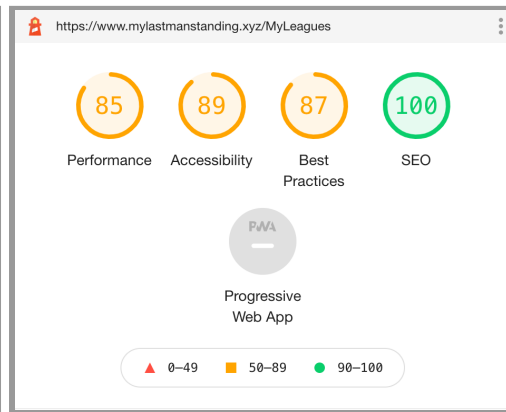 https://www.mylastmanstanding.xyz/MyLeagues
85 89 87 100
Performance Accessibility Best Practices SEO
PWA
Progressive
Web App
0–49 50–89 90–100